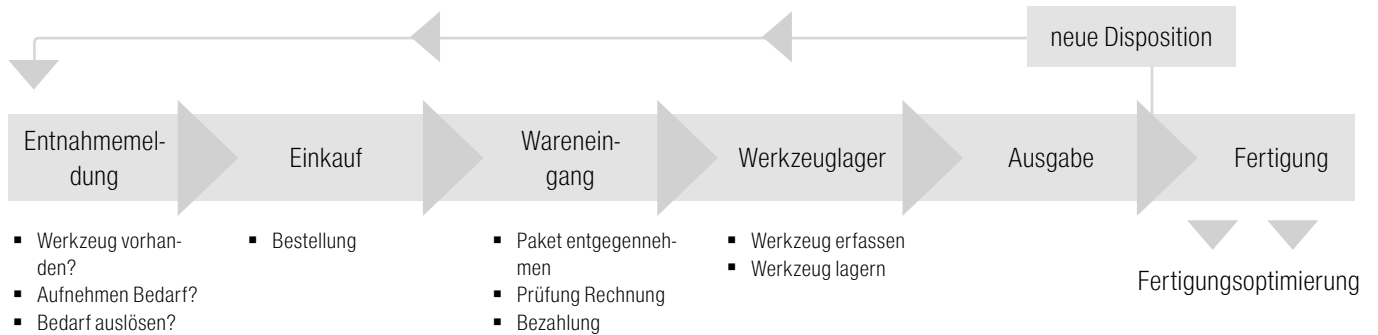 neue Disposition
Entnahmemel-
dung
Einkauf
Warenein-
gang
Werkzeuglager
Ausgabe
Fertigung
▪ Werkzeug vorhan-
den?
▪ Aufnehmen Bedarf?
▪ Bedarf auslösen?
▪ Bestellung
▪ Paket entgegenneh-
men
▪ Prüfung Rechnung
▪ Bezahlung
▪ Werkzeug erfassen
▪ Werkzeug lagern
Fertigungsoptimierung